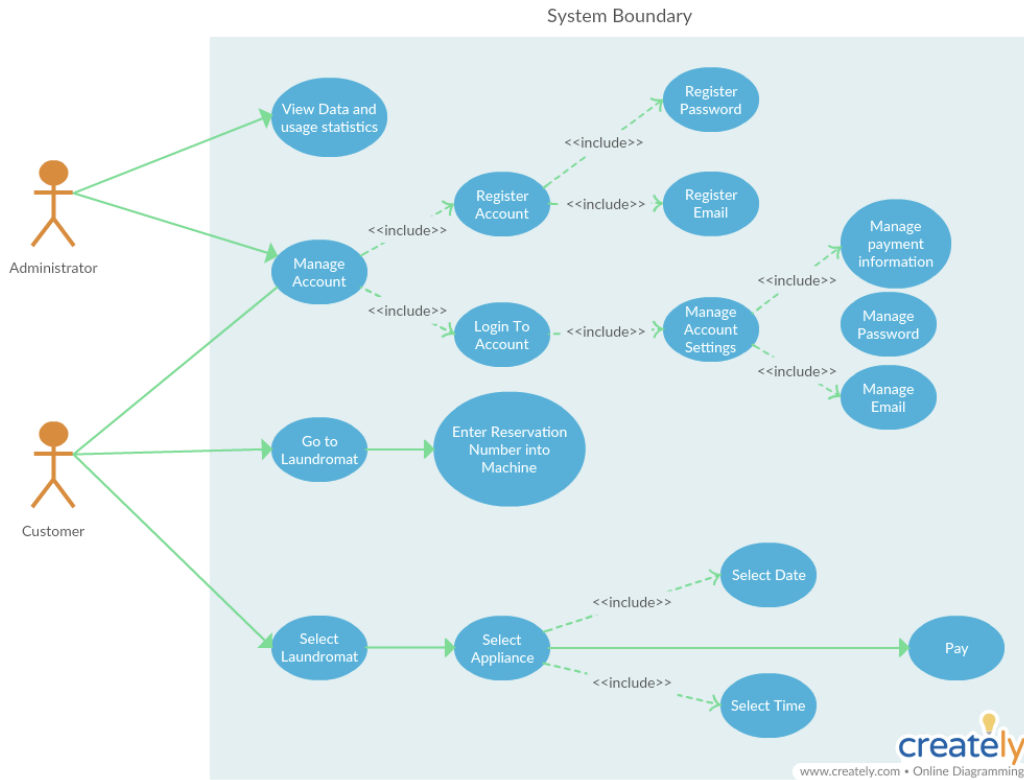 System Boundary
View Data and
usage statistics
Register
Password
<<include>>
Register
Account
<<include>>
Register
Email
<<include>>
Administrator
Manage
Account
Manage
payment
information
<<include>>
<<include>>
Login To
Account
<<include>>
Manage
Account
Settings
Manage
Password
<<include>>
Manage
Email
Go to
Laundromat
Enter Reservation
Number into
Machine
Customer
Select Date
<<include>>
Select
Laundromat
Select
Appliance
Pay
<<include>>
Select Time
creately
www.creately.com • Online Diagramming